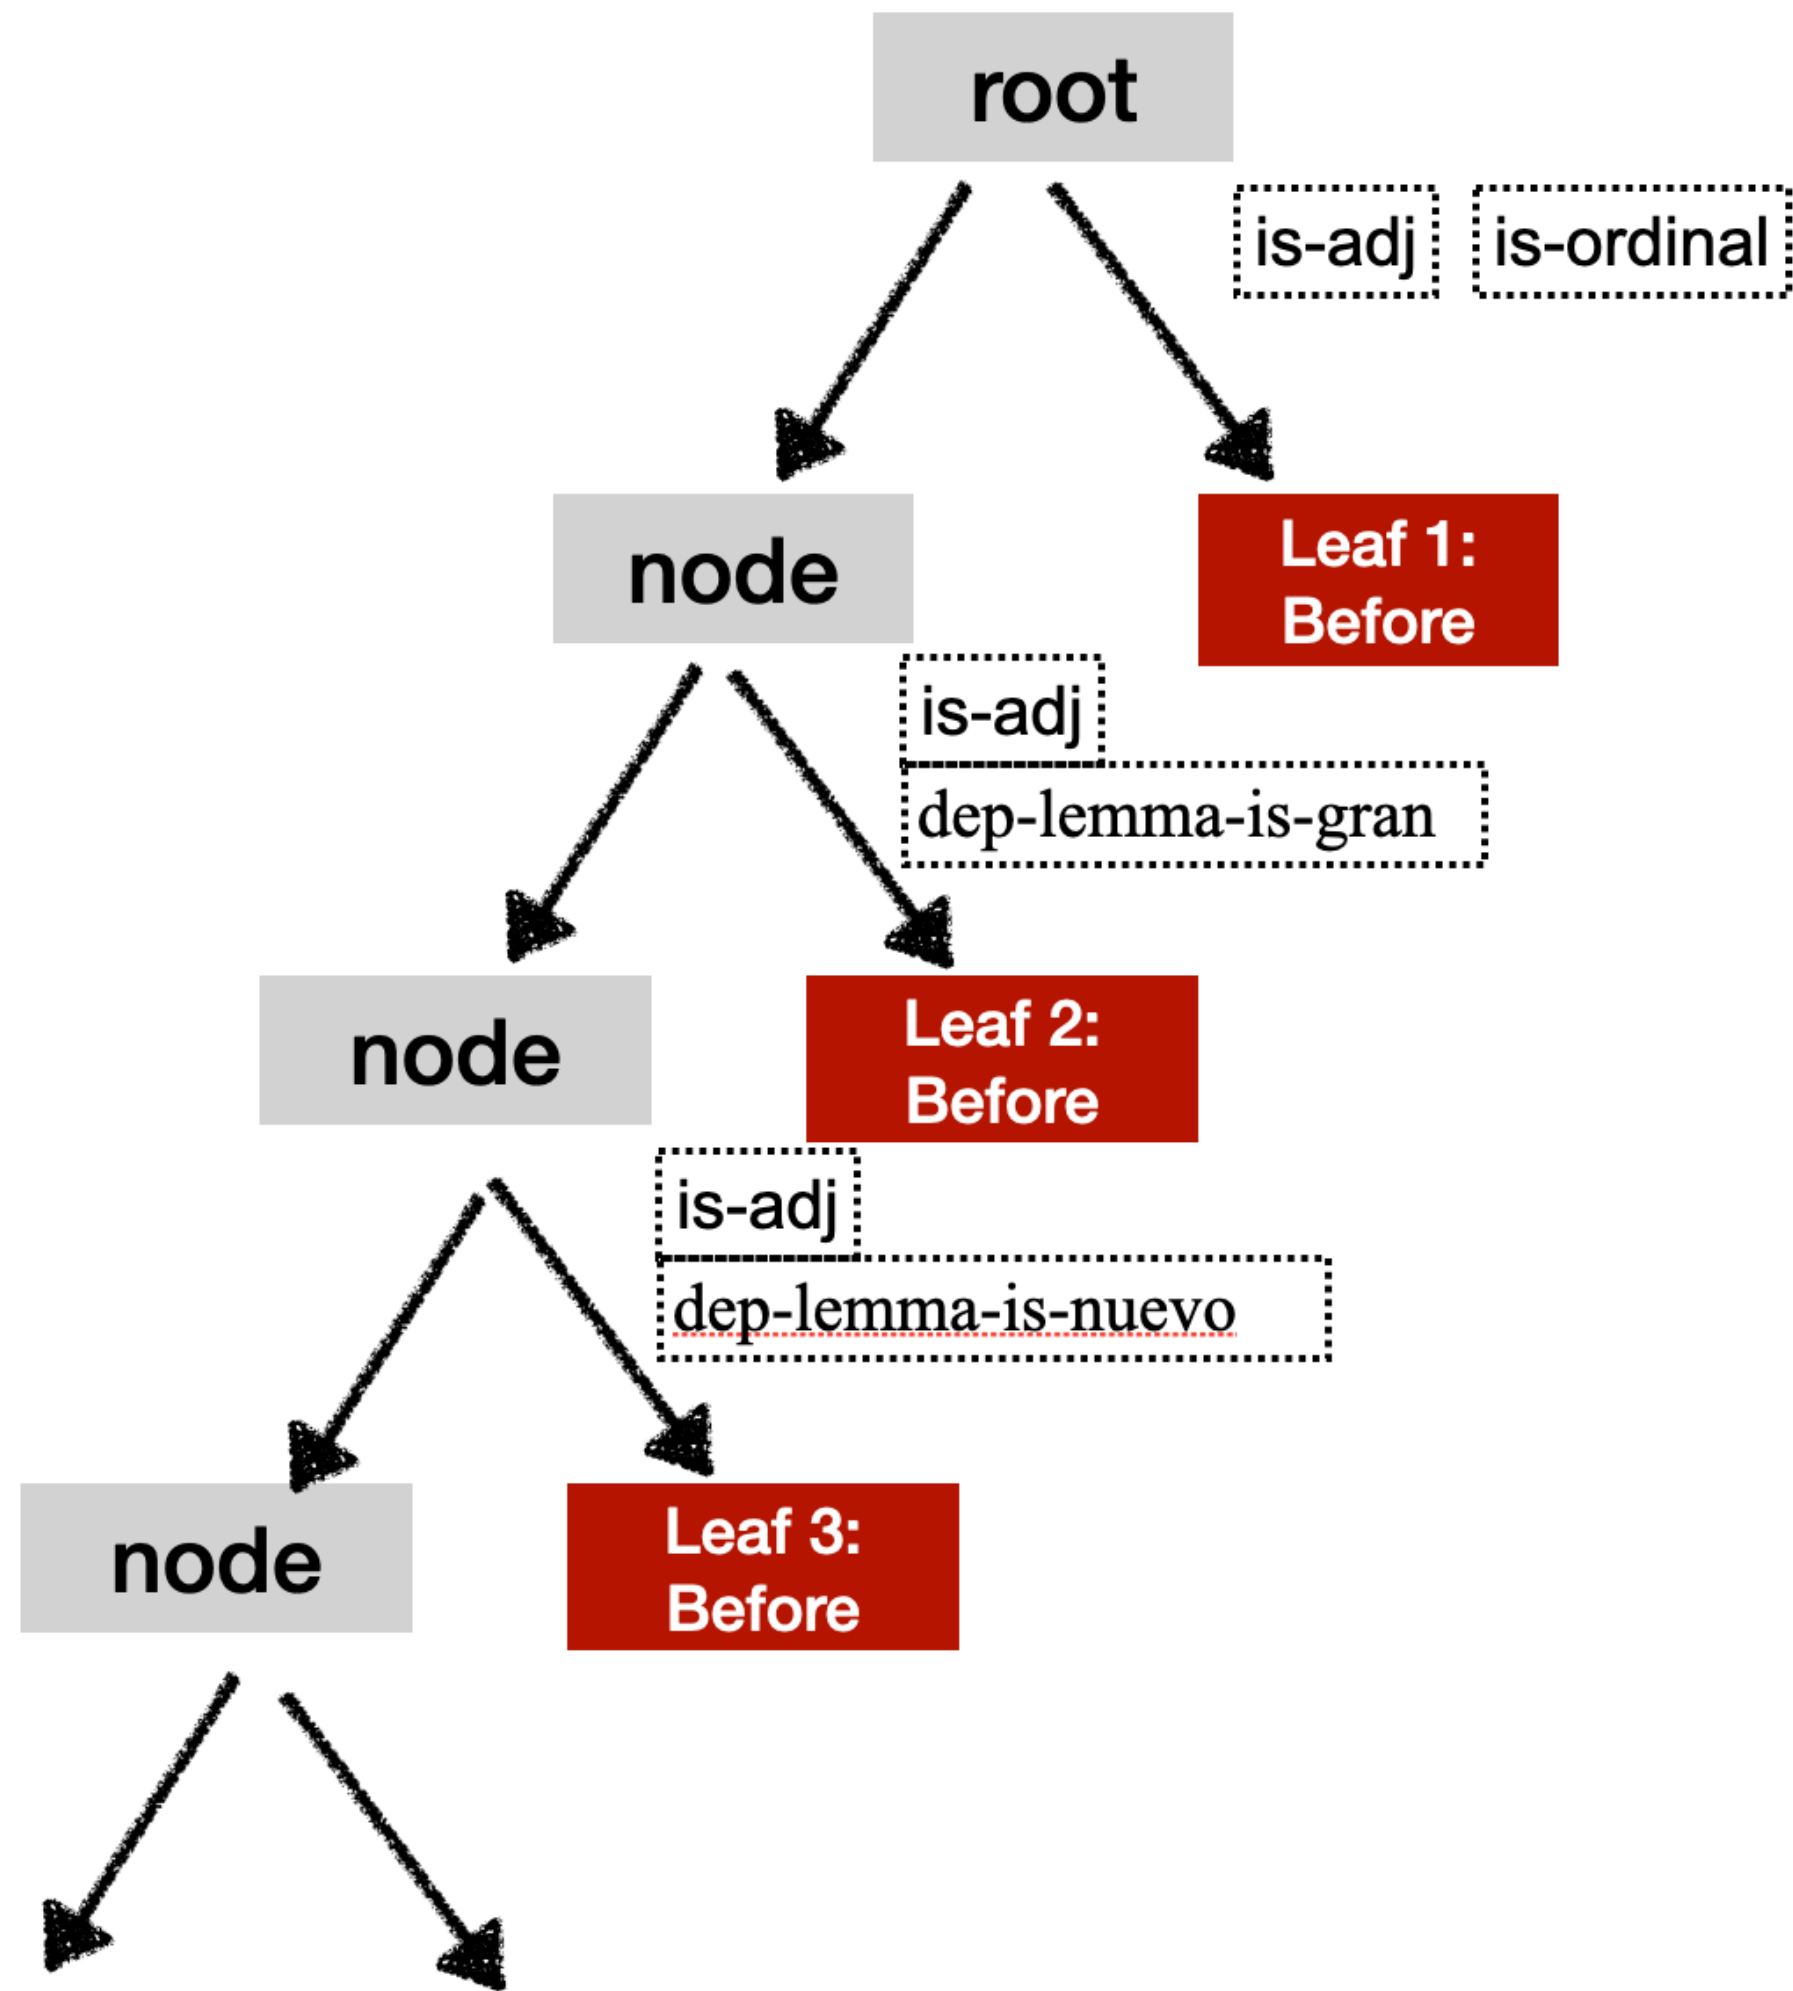 root
is-adj
is-ordinal
node
Leaf 1:
Before
is-adj
dep-lemma-is-gran
node
Leaf 2:
Before
is-adj
dep-lemma-is-nuevo
node
Leaf 3:
Before